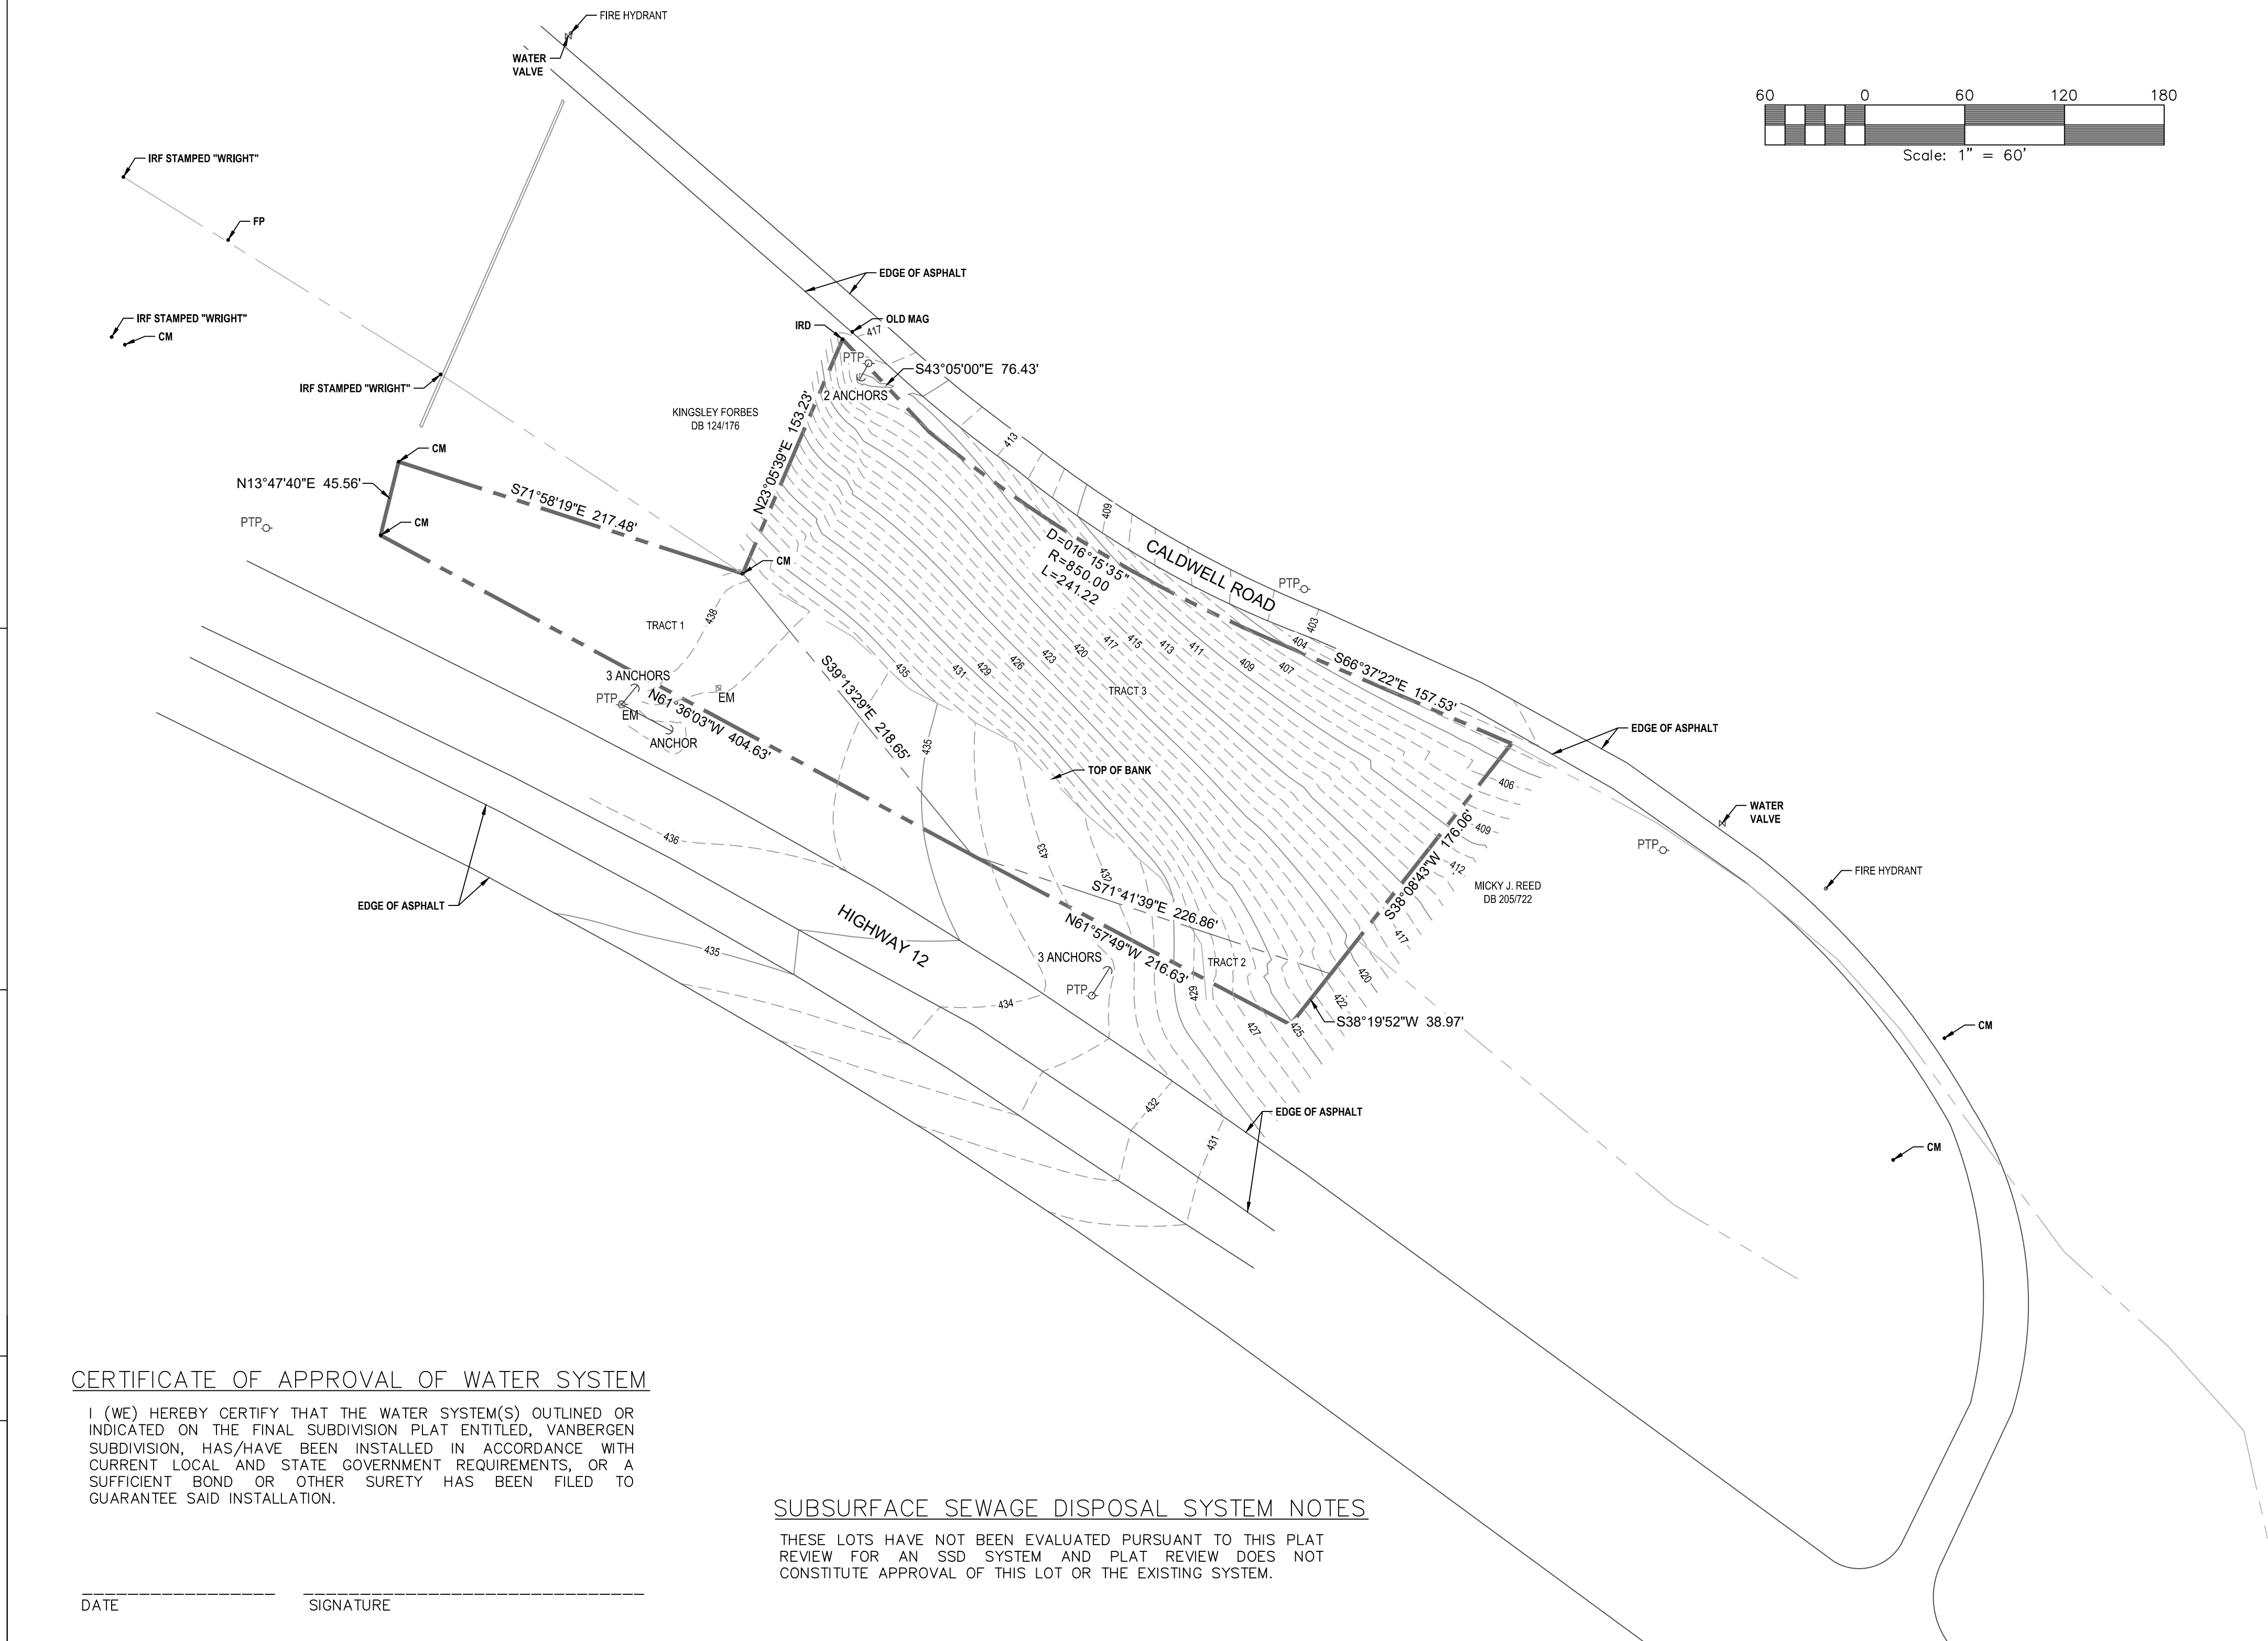 FIRE HYDRANT
WATER
VALVE
60 0 60 120 180
Scale: 1" = 60'
IRF STAMPED "WRIGHT"
FP
EDGE OF ASPHALT
IRF STAMPED "WRIGHT"
CM
OLD MAG
IRD
417
PTP
S43°05'00"E 76.43'
IRF STAMPED "WRIGHT"
2 ANCHORS
KINGSLEY FORBES
DB 124/176
N23°05'39"E 153.23'
413
CM
N13°47'40"E 45.56'
S71°58'19"E 217.48'
409
PTP
CM
D=016°15'35"
R=850.00
L=241.22
CALDWELL ROAD
CM
PTP
TRACT 1
438
403
404
S66°37'22"E 157.53'
435
431
429
426
423
420
417
415
413
411
409
407
3 ANCHORS
PTP
EM
EM
ANCHOR
N61°36'03"W 404.63'
S39°13'29"E 218.65'
TRACT 3
EDGE OF ASPHALT
435
TOP OF BANK
406
WATER
VALVE
436
433
409
PTP
412
S38°08'43"W 176.06'
432
FIRE HYDRANT
MICKY J. REED
DB 205/722
S71°41'39"E 226.86'
EDGE OF ASPHALT
HIGHWAY 12
N61°57'49"W 216.63'
417
435
3 ANCHORS
TRACT 2
420
PTP
429
422
434
427
425
S38°19'52"W 38.97'
CM
432
EDGE OF ASPHALT
431
CM
CERTIFICATE OF APPROVAL OF WATER SYSTEM
I (WE) HEREBY CERTIFY THAT THE WATER SYSTEM(S) OUTLINED OR
INDICATED ON THE FINAL SUBDIVISION PLAT ENTITLED, VANBERGEN
SUBDIVISION, HAS/HAVE BEEN INSTALLED IN ACCORDANCE WITH
CURRENT LOCAL AND STATE GOVERNMENT REQUIREMENTS, OR A
SUFFICIENT BOND OR OTHER SURETY HAS BEEN FILED TO
GUARANTEE SAID INSTALLATION.
DATE SIGNATURE
SUBSURFACE SEWAGE DISPOSAL SYSTEM NOTES
THESE LOTS HAVE NOT BEEN EVALUATED PURSUANT TO THIS PLAT
REVIEW FOR AN SSD SYSTEM AND PLAT REVIEW DOES NOT
CONSTITUTE APPROVAL OF THIS LOT OR THE EXISTING SYSTEM.